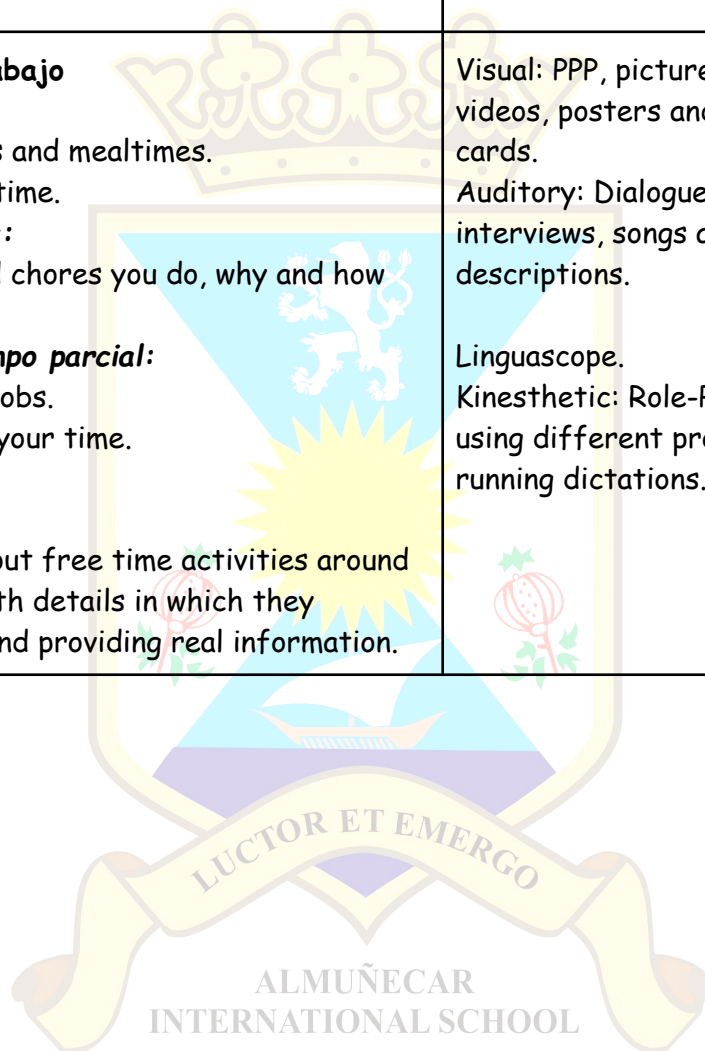 abajo
s and mealtimes.
time.
:
l chores you do, why and how
mpo parcial:
obs.
your time.
out free time activities around
th details in which they
nd providing real information.
Visual: PPP, picture
videos, posters and
cards.
Auditory: Dialogue
interviews, songs
descriptions.
Linguascope.
Kinesthetic: Role-P
using different pr
running dictations.
LUCTOR ET EMERGO
ALMUÑECAR
INTERNATIONAL SCHOOL